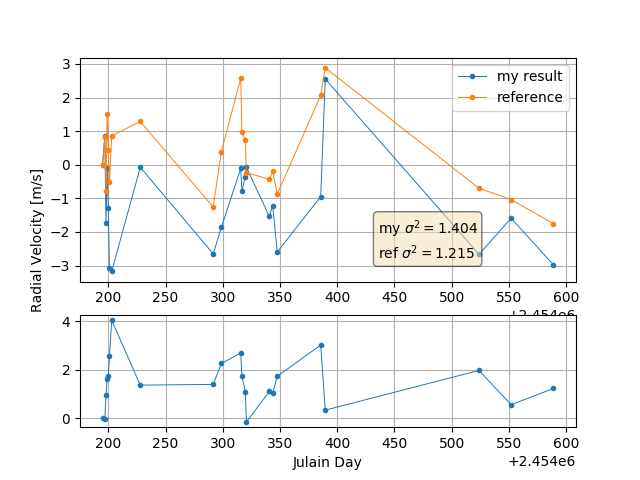 3
2
1
0
−1
−2
−3
my result
reference
my σ² = 1.404
ref σ² = 1.215
200 250 300 350 400 450 500 550 600
+2.454e6
Radial Velocity [m/s]
4
2
0
200 250 300 350 400 450 500 550 600
Julain Day
+2.454e6